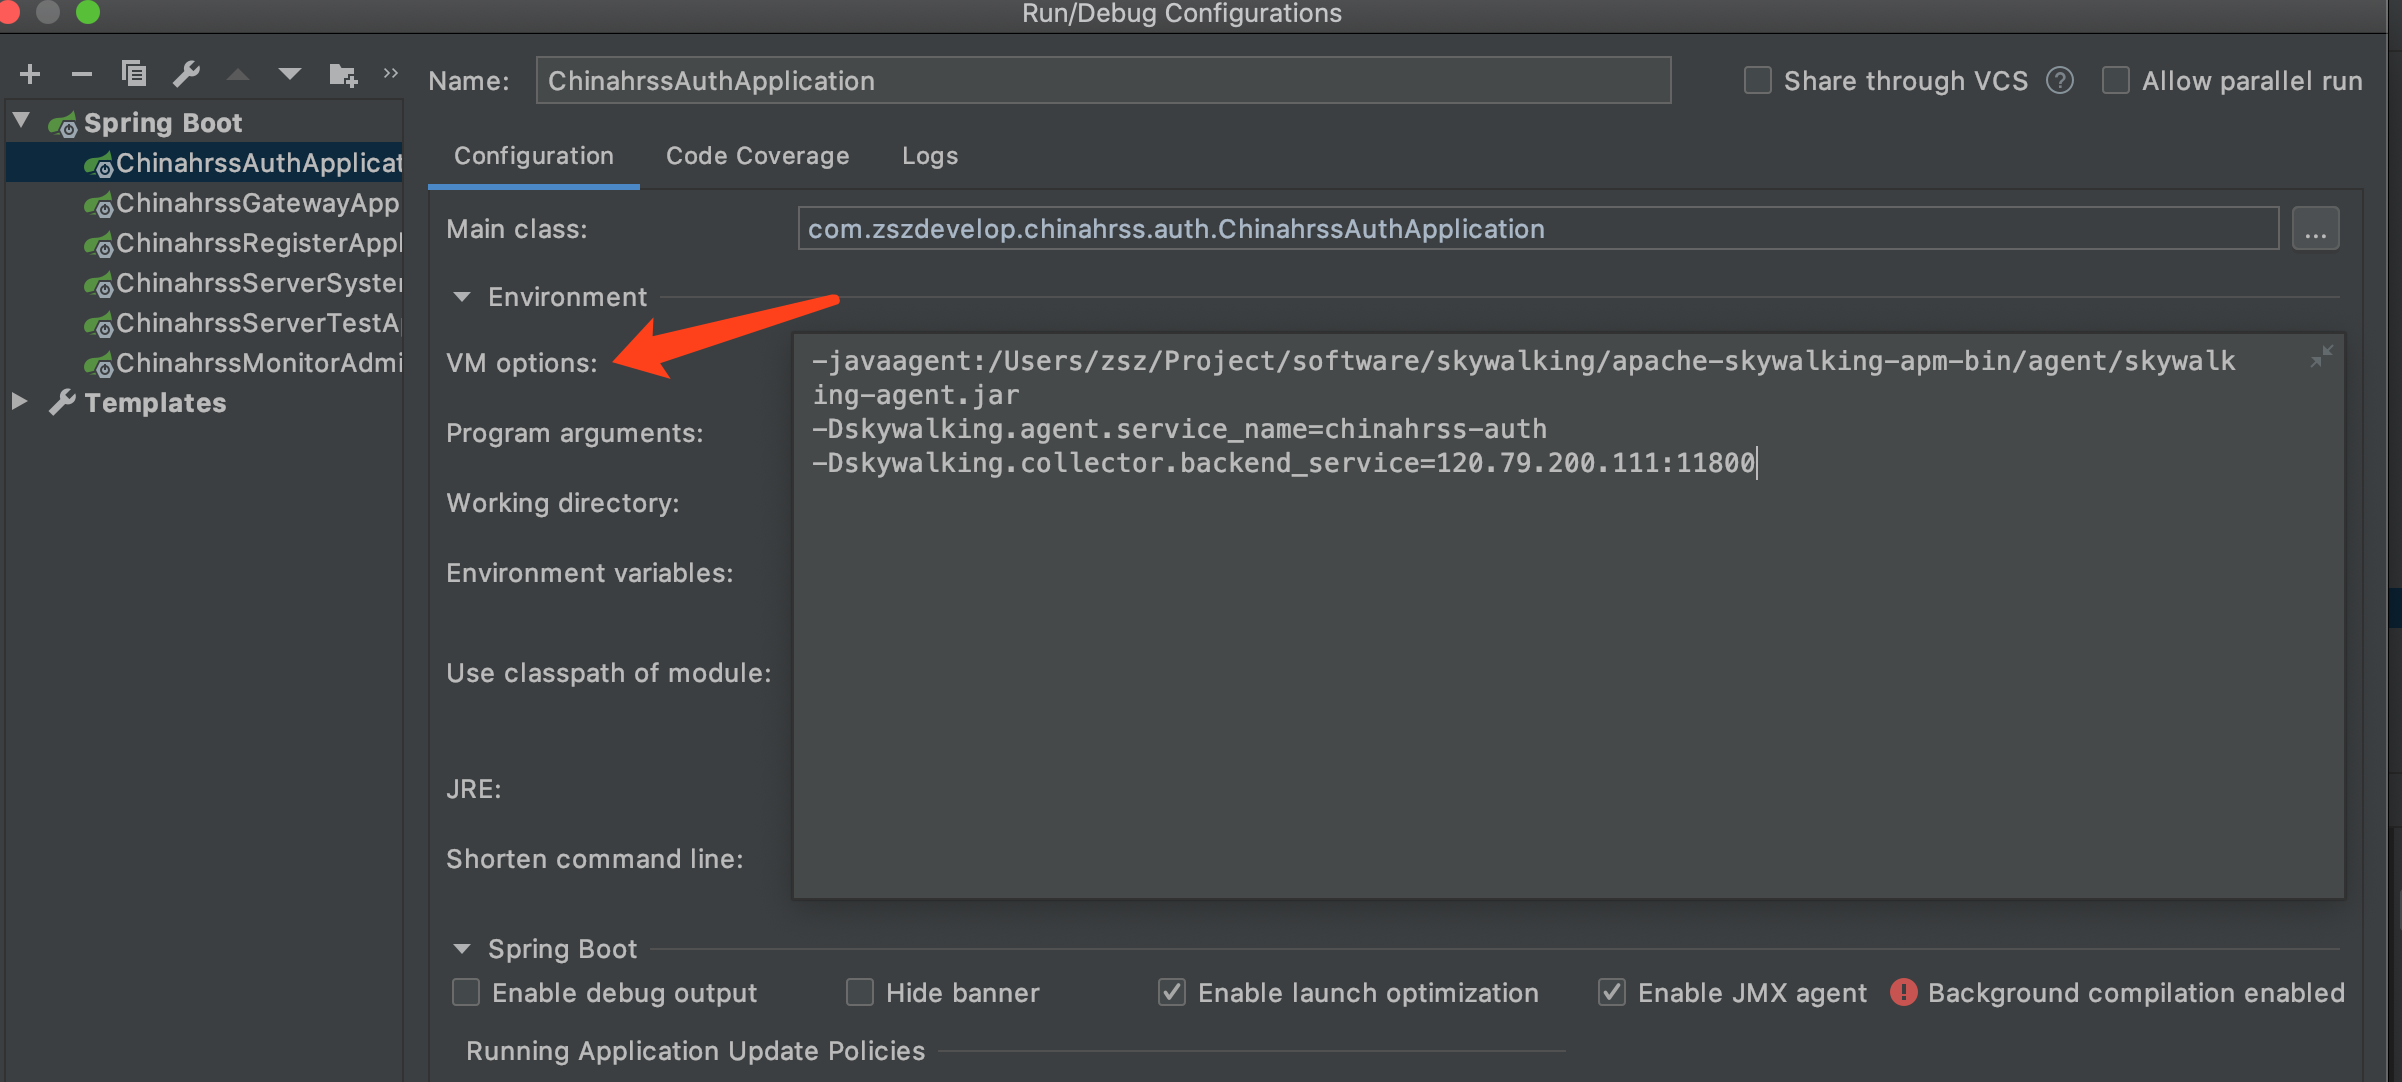 Run/Debug Configurations
Name:
ChinahrssAuthApplication
Share through VCS
?
Allow parallel run
Spring Boot
ChinahrssAuthApplicat
ChinahrssGatewayApp
ChinahrssRegisterAppl
ChinahrssServerSyster
ChinahrssServerTestA
ChinahrssMonitorAdmi
Templates
Configuration
Code Coverage
Logs
Main class:
com.zszdevelop.chinahrss.auth.ChinahrssAuthApplication
...
Environment
VM options:
-javaagent:/Users/zsz/Project/software/skywalking/apache-skywalking-apm-bin/agent/skywalk
ing-agent.jar
-Dskywalking.agent.service_name=chinahrss-auth
-Dskywalking.collector.backend_service=120.79.200.111:11800
Program arguments:
Working directory:
Environment variables:
Use classpath of module:
JRE:
Shorten command line:
Spring Boot
Enable debug output
Hide banner
Enable launch optimization
Enable JMX agent
Background compilation enabled
Running Application Update Policies